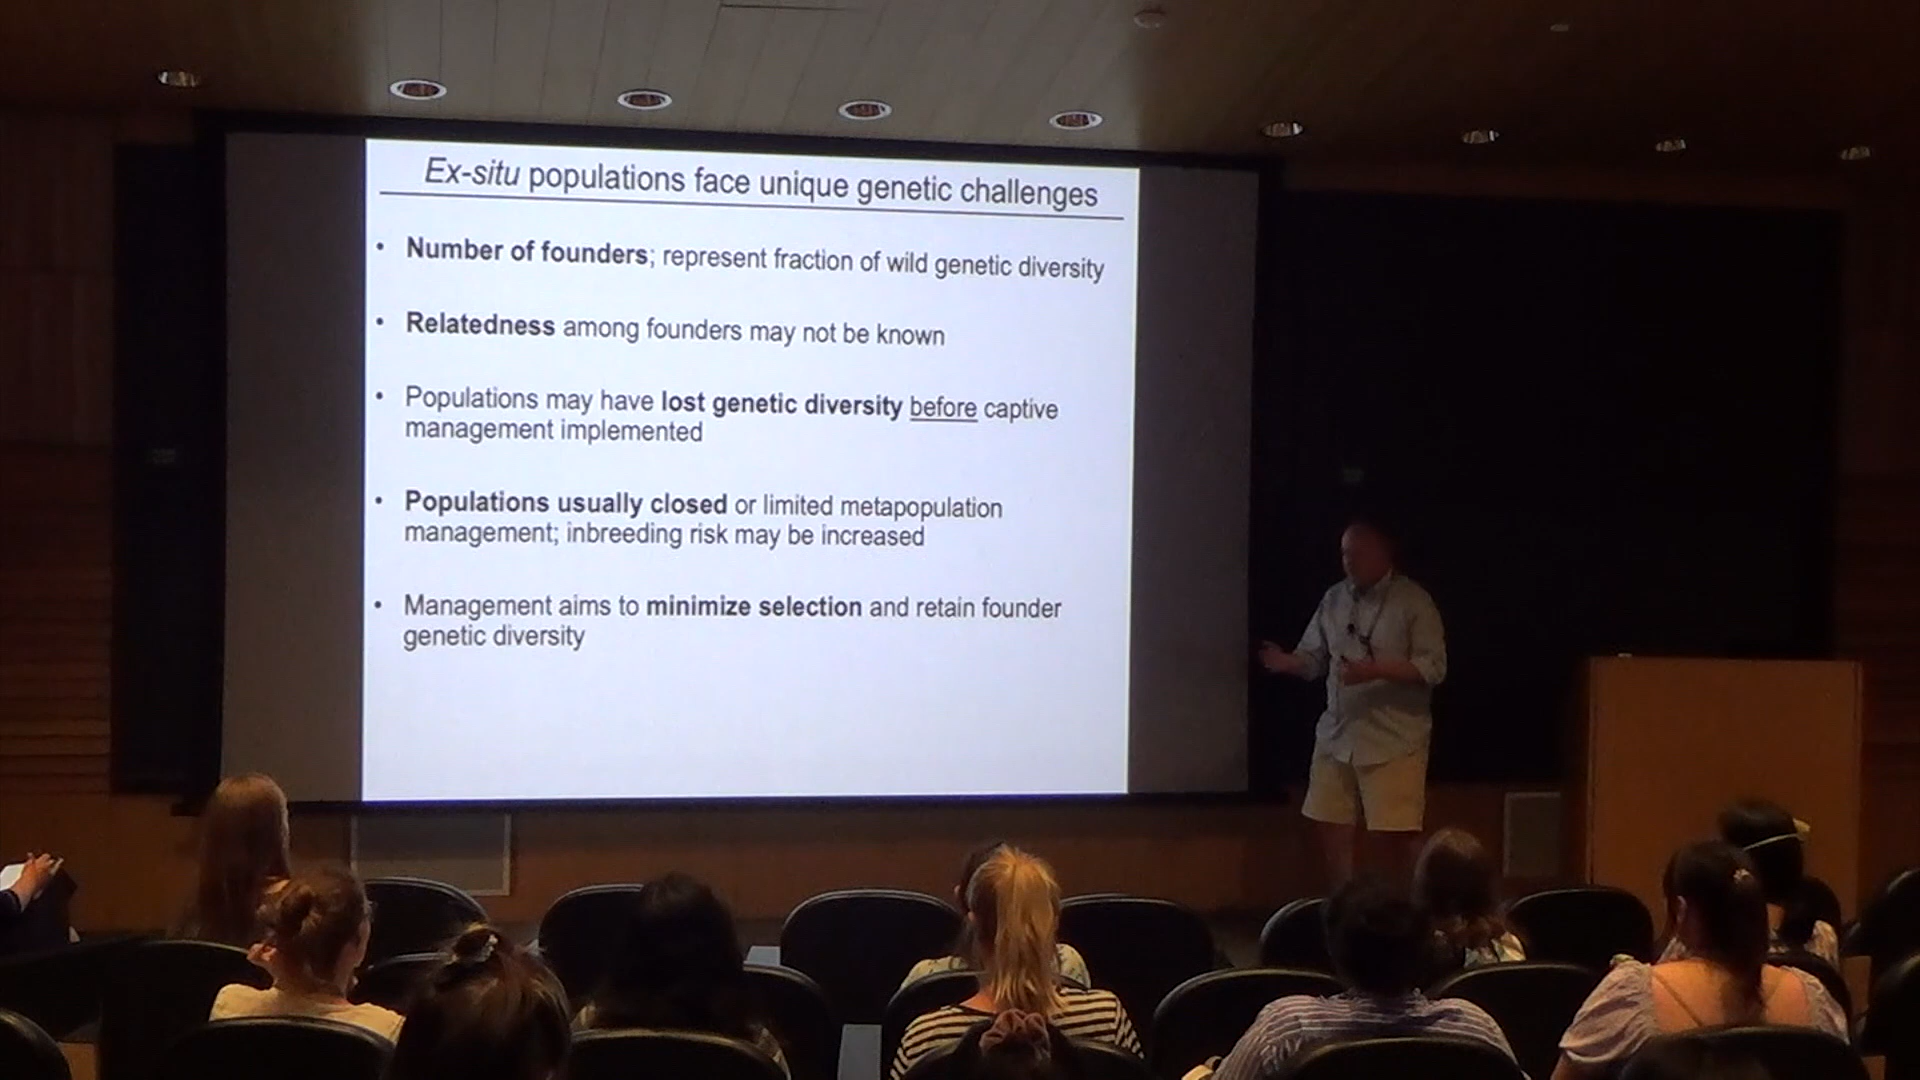 Ex-situ populations face unique genetic challenges
• Number of founders; represent fraction of wild genetic diversity
• Relatedness among founders may not be known
• Populations may have lost genetic diversity before captive
management implemented
• Populations usually closed or limited metapopulation
management; inbreeding risk may be increased
• Management aims to minimize selection and retain founder
genetic diversity